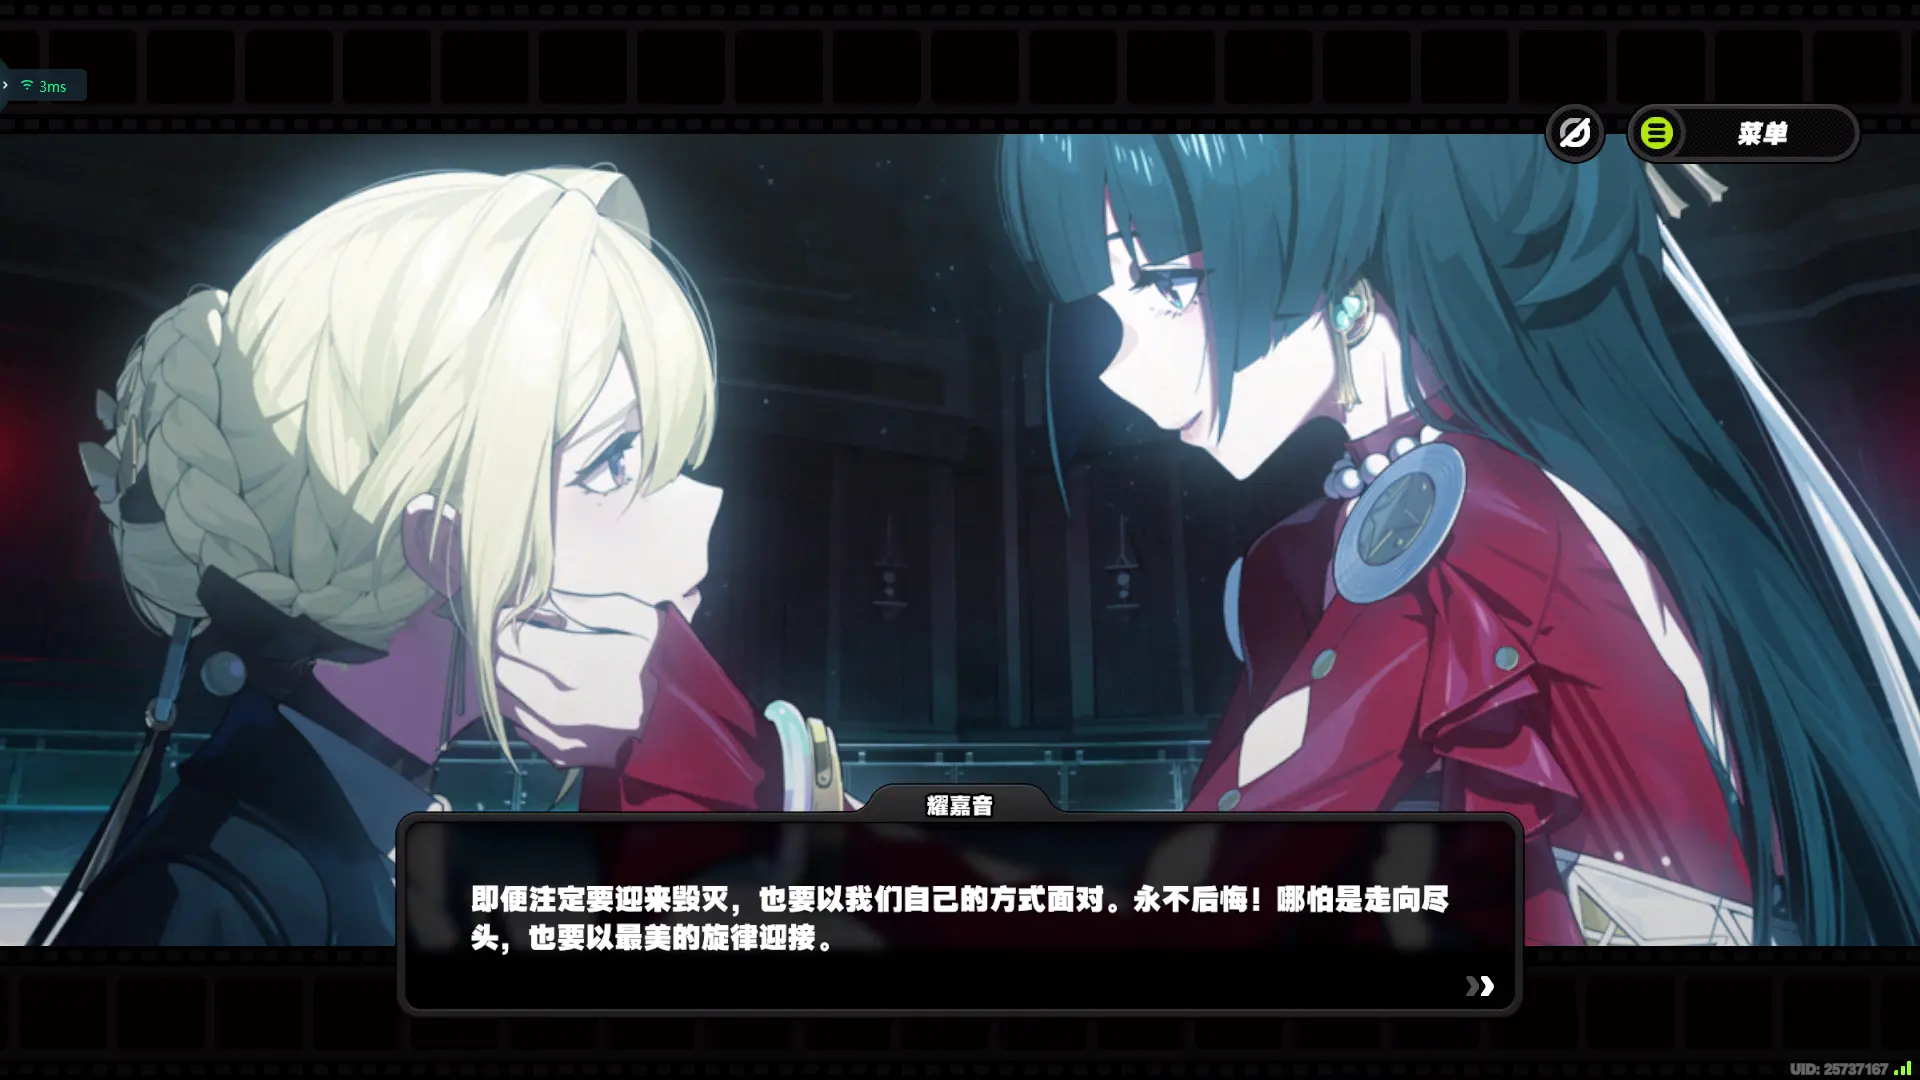 3ms
菜单
耀嘉音
即便注定要迎来毁灭，也要以我们自己的方式面对。永不后悔！哪怕是走向尽
头，也要以最美的旋律迎接。
UID: 25737167